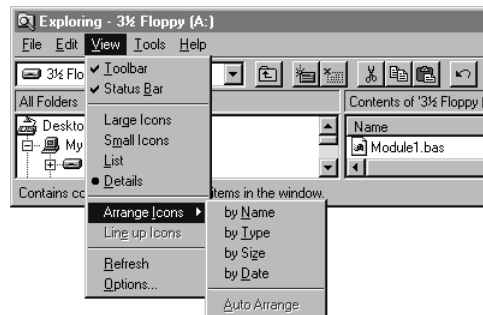 Exploring - 3½ Floppy (A:)
File Edit View Tools Help
3½ Flo
Toolbar
Status Bar
All Folders
Contents of '3½ Floppy
Deskto
Large Icons
Name
My
Small Icons
Module1.bas
List
Details
Contains co
items in the window.
Arrange Icons
by Name
Line up Icons
by Type
by Size
Refresh
by Date
Options...
Auto Arrange